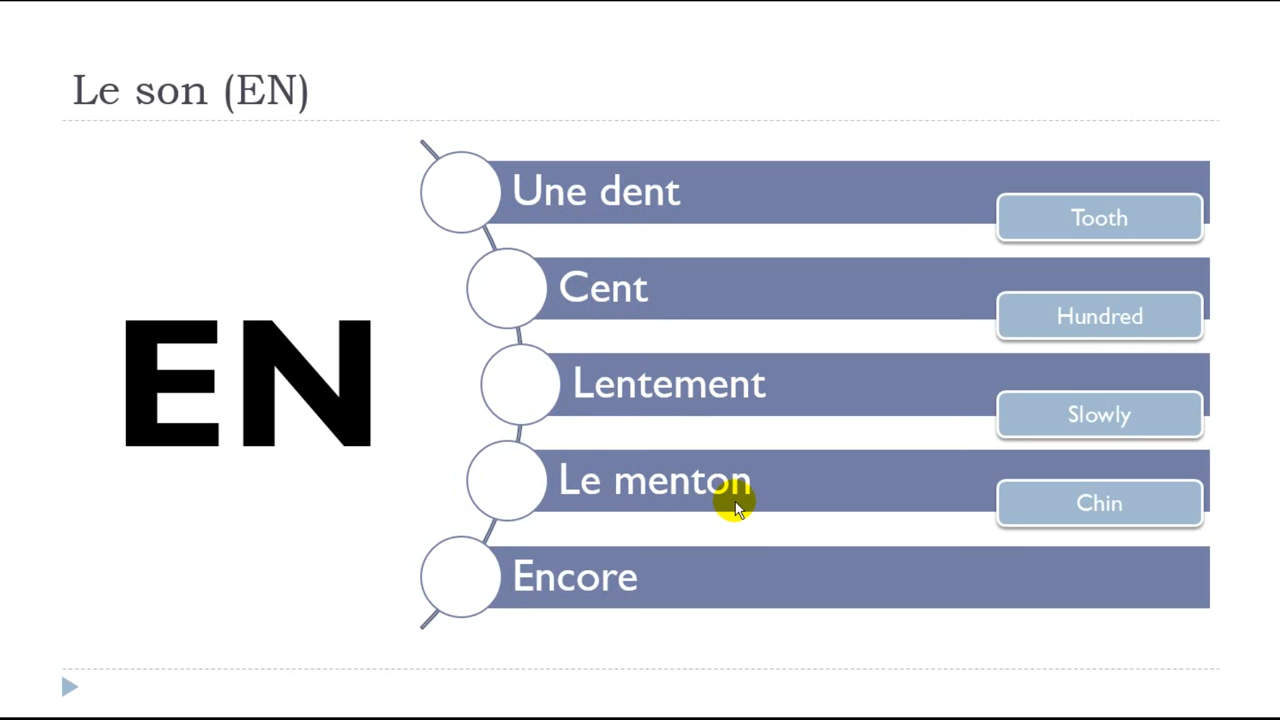 Le son (EN)
EN
Une dent
Tooth
Cent
Hundred
Lentement
Slowly
Le menton
Chin
Encore